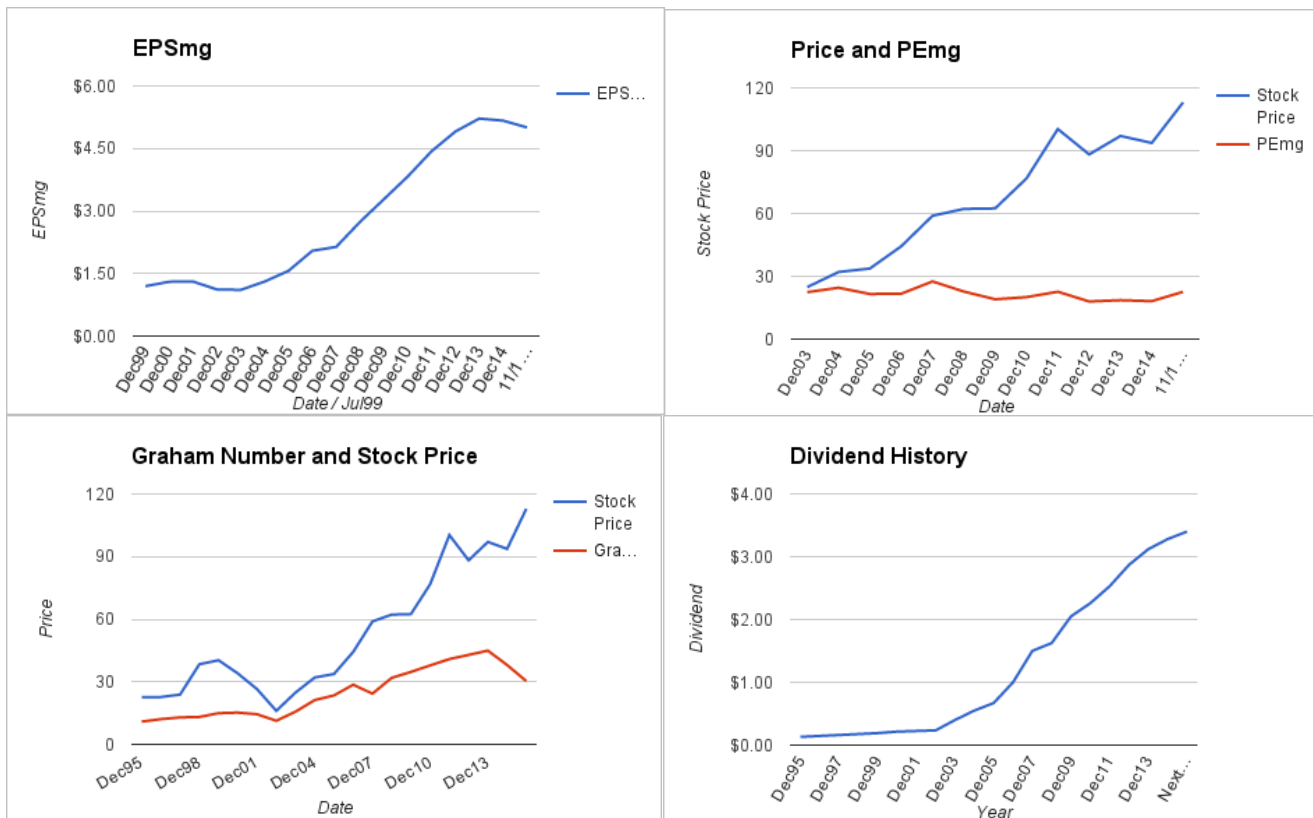 EPSmg
$6.00
$4.50
$3.00
$1.50
$0.00
EPSmg
EPS...
Dec99
Dec00
Dec01
Dec02
Dec03
Dec04
Dec05
Dec06
Dec07
Dec08
Dec09
Dec10
Dec11
Dec12
Dec13
Dec14
11/1...
Date / Jul99
Price and PEmg
120
90
60
30
0
Stock Price
Stock
Price
PEmg
Dec03
Dec04
Dec05
Dec06
Dec07
Dec08
Dec09
Dec10
Dec11
Dec12
Dec13
Dec14
11/1...
Date
Graham Number and Stock Price
120
90
60
30
0
Price
Stock
Price
Gra...
Dec95
Dec98
Dec01
Dec04
Dec07
Dec10
Dec13
Date
Dividend History
$4.00
$3.00
$2.00
$1.00
$0.00
Dividend
Dec95
Dec97
Dec99
Dec01
Dec03
Dec05
Dec07
Dec09
Dec11
Dec13
Next...
Year